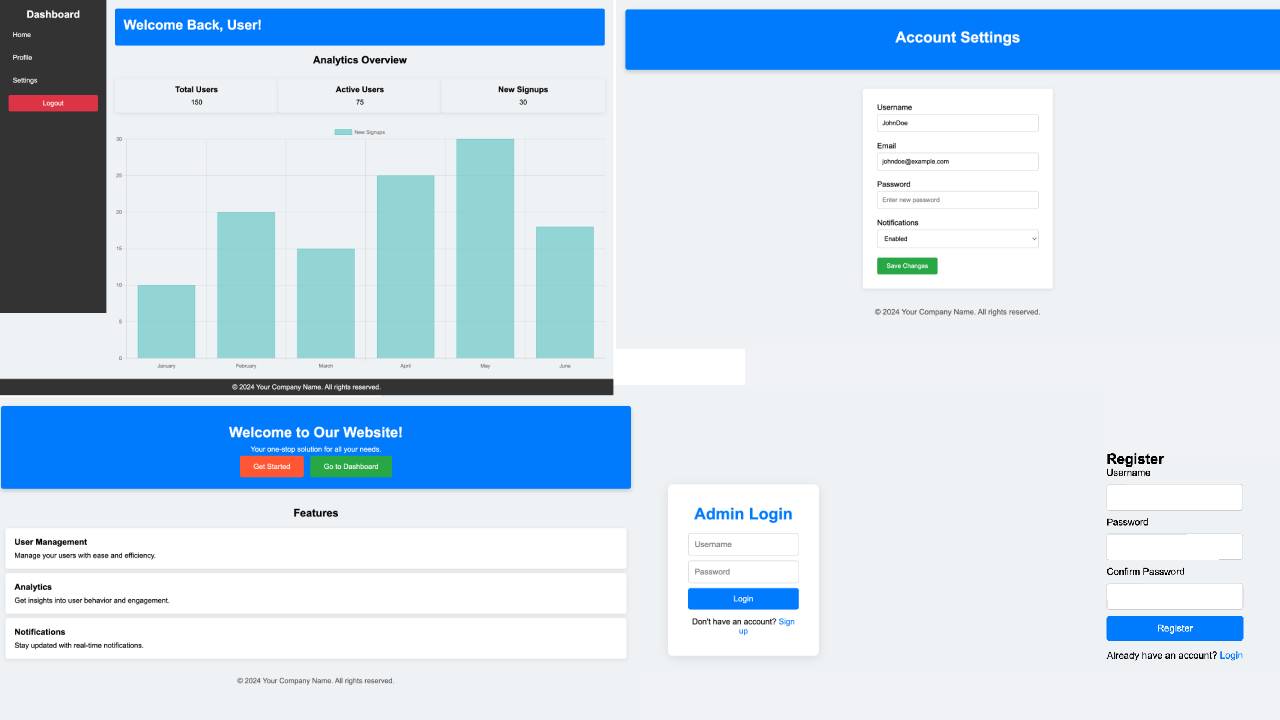 Dashboard
Home
Profile
Settings
Logout
Welcome Back, User!
Analytics Overview
Total Users
150
Active Users
75
New Signups
30
New Signups
30
25
20
15
10
5
0
January
February
March
April
May
June
© 2024 Your Company Name. All rights reserved.
Account Settings
Username
JohnDoe
Email
johndoe@example.com
Password
Enter new password
Notifications
Enabled
Save Changes
© 2024 Your Company Name. All rights reserved.
Welcome to Our Website!
Your one-stop solution for all your needs.
Get Started
Go to Dashboard
Features
User Management
Manage your users with ease and efficiency.
Analytics
Get insights into user behavior and engagement.
Notifications
Stay updated with real-time notifications.
© 2024 Your Company Name. All rights reserved.
Admin Login
Username
Password
Login
Don't have an account? Sign
up
Register
Username
Password
Confirm Password
Register
Already have an account? Login